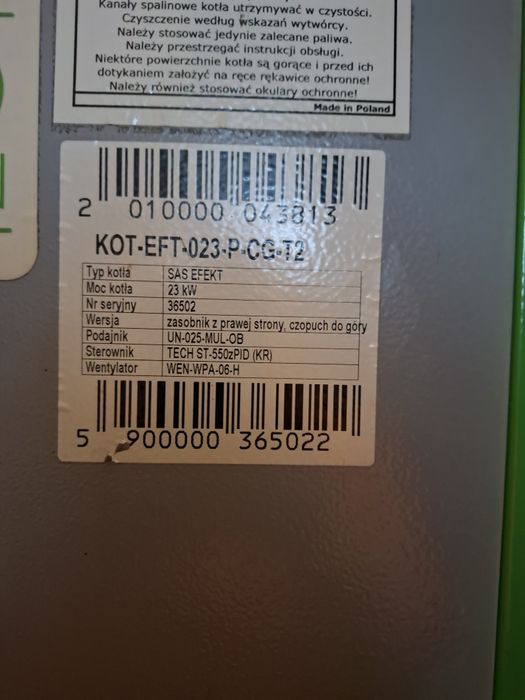 Kanały spalinowe kotła utrzymywać w czystości.
Czyszczenie według wskazań wytwórcy.
Należy stosować jedynie zalecane paliwa.
Należy przestrzegać instrukcji obsługi.
Niektóre powierzchnie kotła są gorące i przed ich
dotykaniem założyć na ręce rękawice ochronne!
Należy również stosować okulary ochronne!
Made in Poland
2 010000 043813
KOT-EFT-023-P-CG-T2
Typ kotła SAS EFEKT
Moc kotła 23 kW
Nr seryjny 36502
Wersja zasobnik z prawej strony, czopuch do góry
Podajnik UN-025-MUL-OB
Sterownik TECH ST-550zPID (KR)
Wentylator WEN-WPA-06-H
5 900000 365022